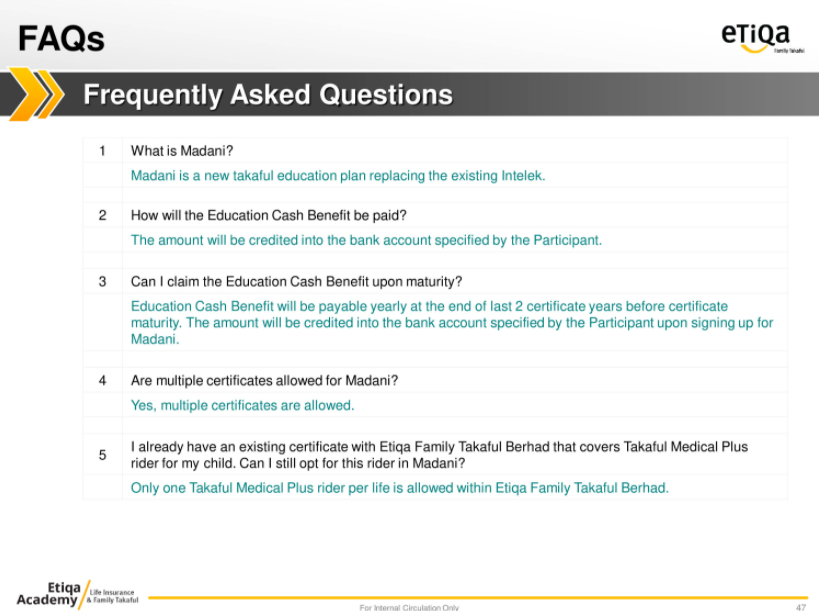 FAQs
eTiQa
Family Takaful
Frequently Asked Questions
1 What is Madani?
Madani is a new takaful education plan replacing the existing Intelek.
2 How will the Education Cash Benefit be paid?
The amount will be credited into the bank account specified by the Participant.
3 Can I claim the Education Cash Benefit upon maturity?
Education Cash Benefit will be payable yearly at the end of last 2 certificate years before certificate
maturity. The amount will be credited into the bank account specified by the Participant upon signing up for
Madani.
4 Are multiple certificates allowed for Madani?
Yes, multiple certificates are allowed.
5 I already have an existing certificate with Etiqa Family Takaful Berhad that covers Takaful Medical Plus
rider for my child. Can I still opt for this rider in Madani?
Only one Takaful Medical Plus rider per life is allowed within Etiqa Family Takaful Berhad.
Etiqa
Academy
Life Insurance
& Family Takaful
For Internal Circulation Only
47